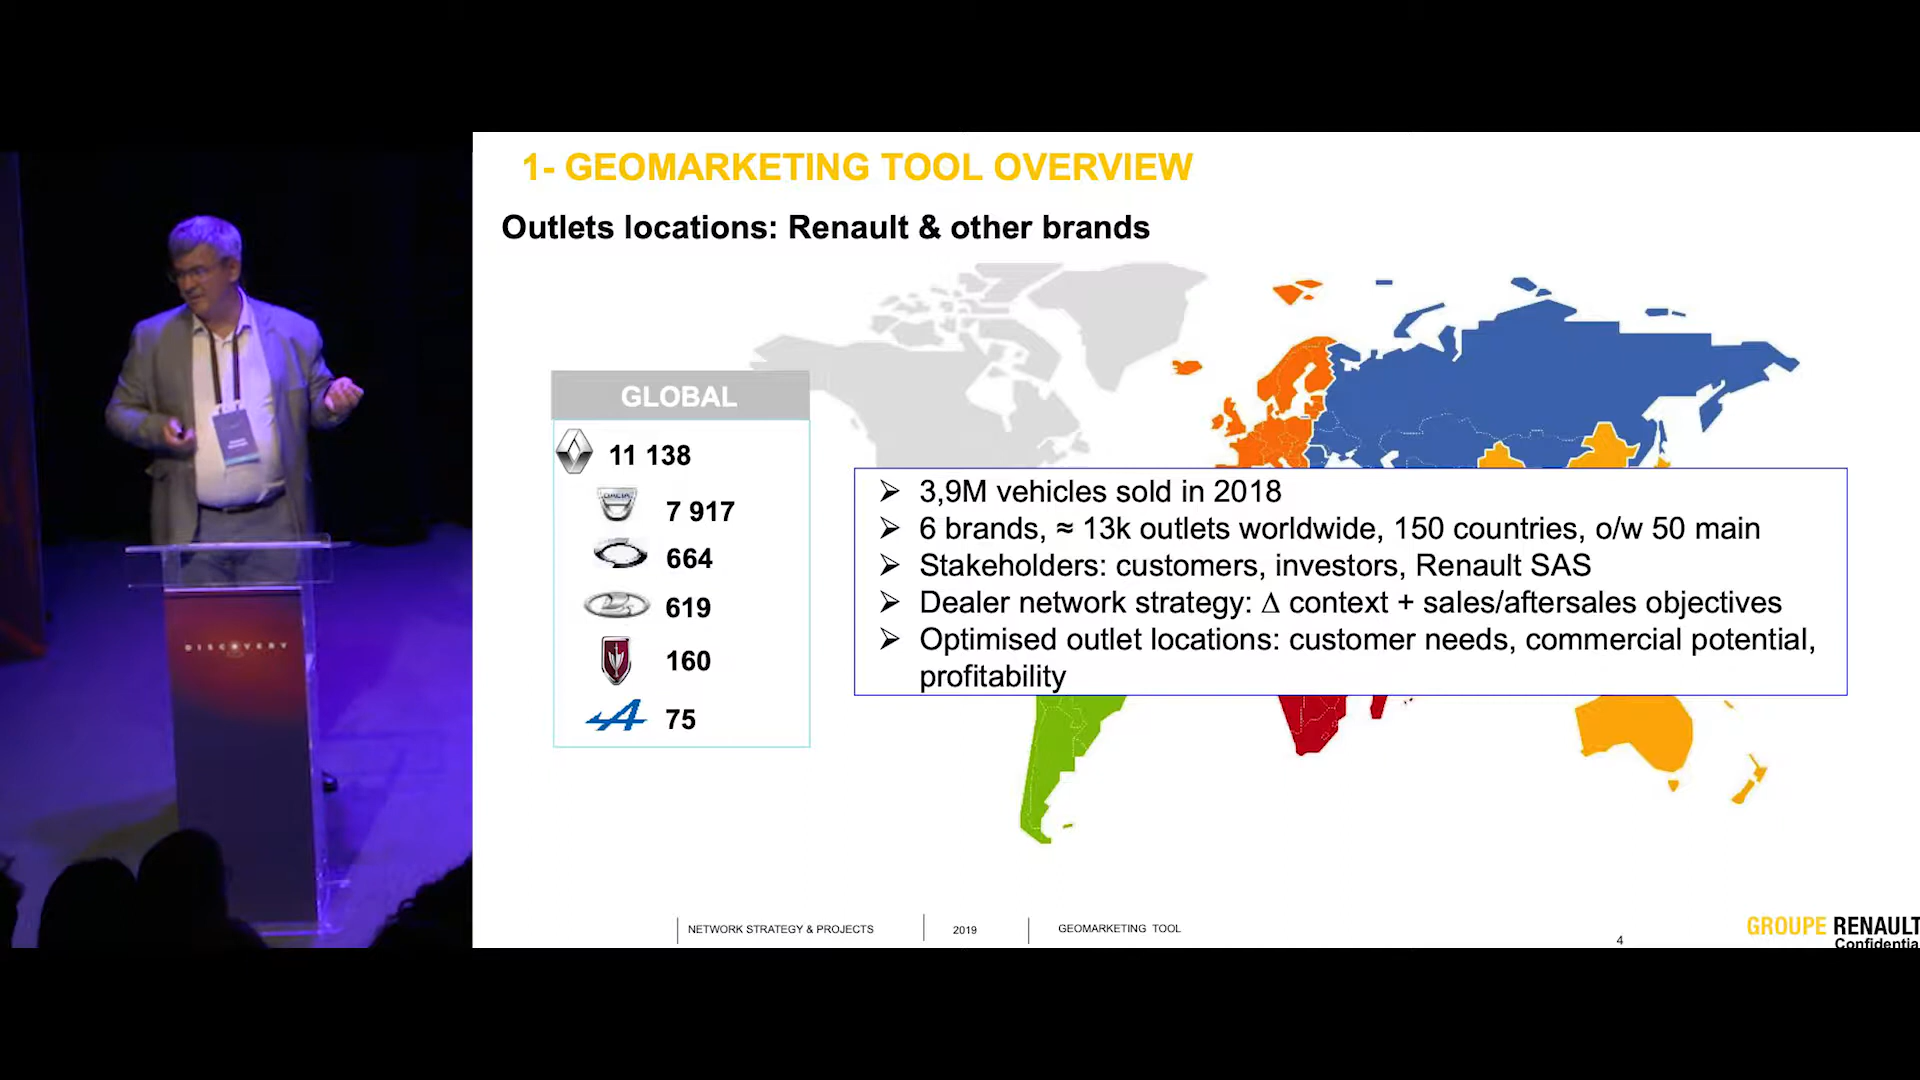 1- GEOMARKETING TOOL OVERVIEW
Outlets locations: Renault & other brands
GLOBAL
11 138
DACIA
7 917
664
619
160
75
➢ 3,9M vehicles sold in 2018
➢ 6 brands, ≈ 13k outlets worldwide, 150 countries, o/w 50 main
➢ Stakeholders: customers, investors, Renault SAS
➢ Dealer network strategy: Δ context + sales/aftersales objectives
➢ Optimised outlet locations: customer needs, commercial potential,
profitability
DISCOVERY
NETWORK STRATEGY & PROJECTS
2019
GEOMARKETING TOOL
4
GROUPE RENAULT
Confidentia